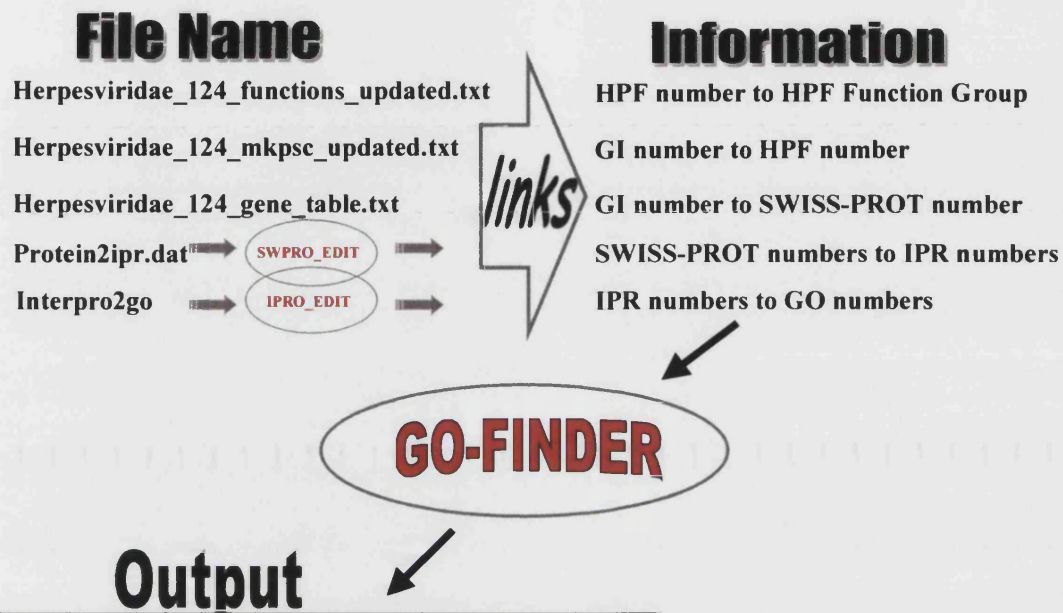 File Name
Information
Herpesviridae_124_functions_updated.txt
HPF number to HPF Function Group
Herpesviridae_124_mkpsc_updated.txt
GI number to HPF number
links
Herpesviridae_124_gene_table.txt
GI number to SWISS-PROT number
Protein2ipr.dat
SWPRO_EDIT
SWISS-PROT numbers to IPR numbers
Interpro2go
IPRO_EDIT
IPR numbers to GO numbers
GO-FINDER
Output